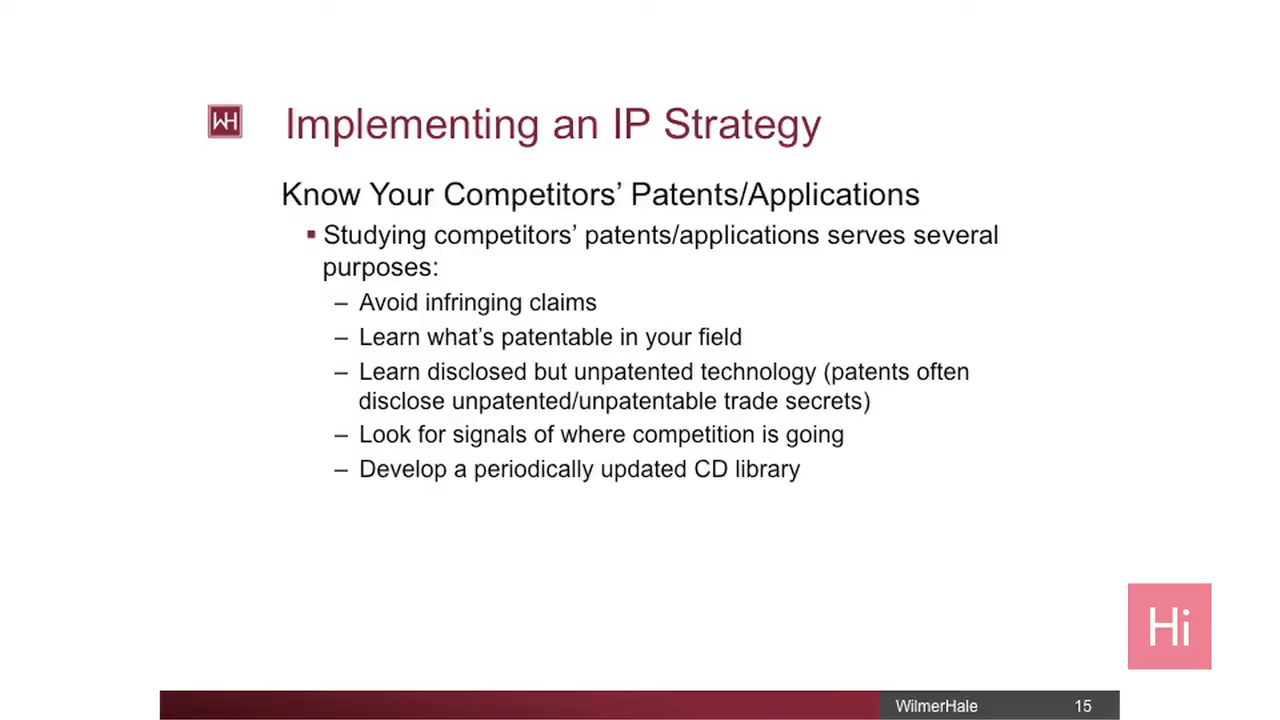 WH
Implementing an IP Strategy
Know Your Competitors’ Patents/Applications
▪ Studying competitors’ patents/applications serves several
purposes:
– Avoid infringing claims
– Learn what’s patentable in your field
– Learn disclosed but unpatented technology (patents often
disclose unpatented/unpatentable trade secrets)
– Look for signals of where competition is going
– Develop a periodically updated CD library
Hi
WilmerHale 15